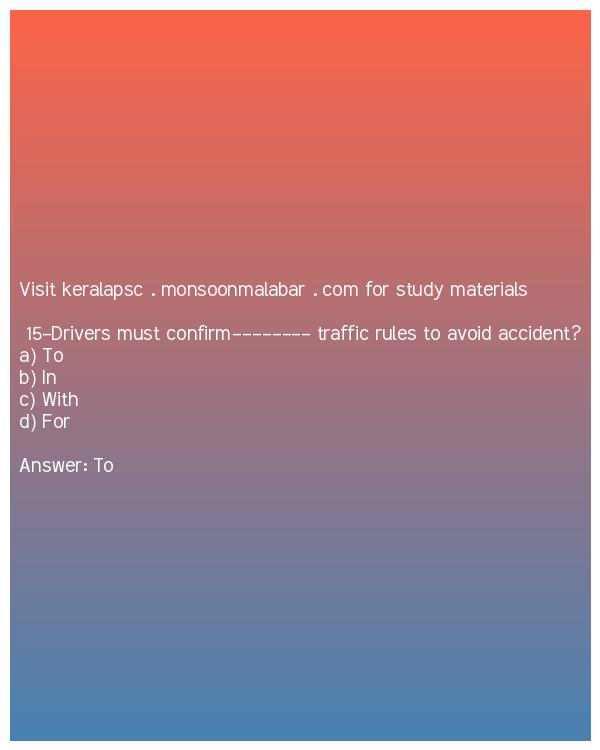 Visit keralapsc . monsoonmalabar . com for study materials
15-Drivers must confirm-------- traffic rules to avoid accident?
a) To
b) In
c) With
d) For
Answer: To